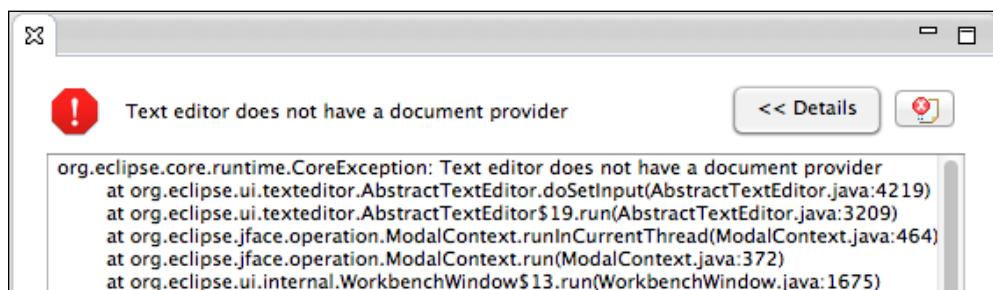 Text editor does not have a document provider
<< Details
org.eclipse.core.runtime.CoreException: Text editor does not have a document provider
at org.eclipse.ui.texteditor.AbstractTextEditor.doSetInput(AbstractTextEditor.java:4219)
at org.eclipse.ui.texteditor.AbstractTextEditor$19.run(AbstractTextEditor.java:3209)
at org.eclipse.jface.operation.ModalContext.runInCurrentThread(ModalContext.java:464)
at org.eclipse.jface.operation.ModalContext.run(ModalContext.java:372)
at org.eclipse.ui.internal.WorkbenchWindow$13.run(WorkbenchWindow.java:1675)